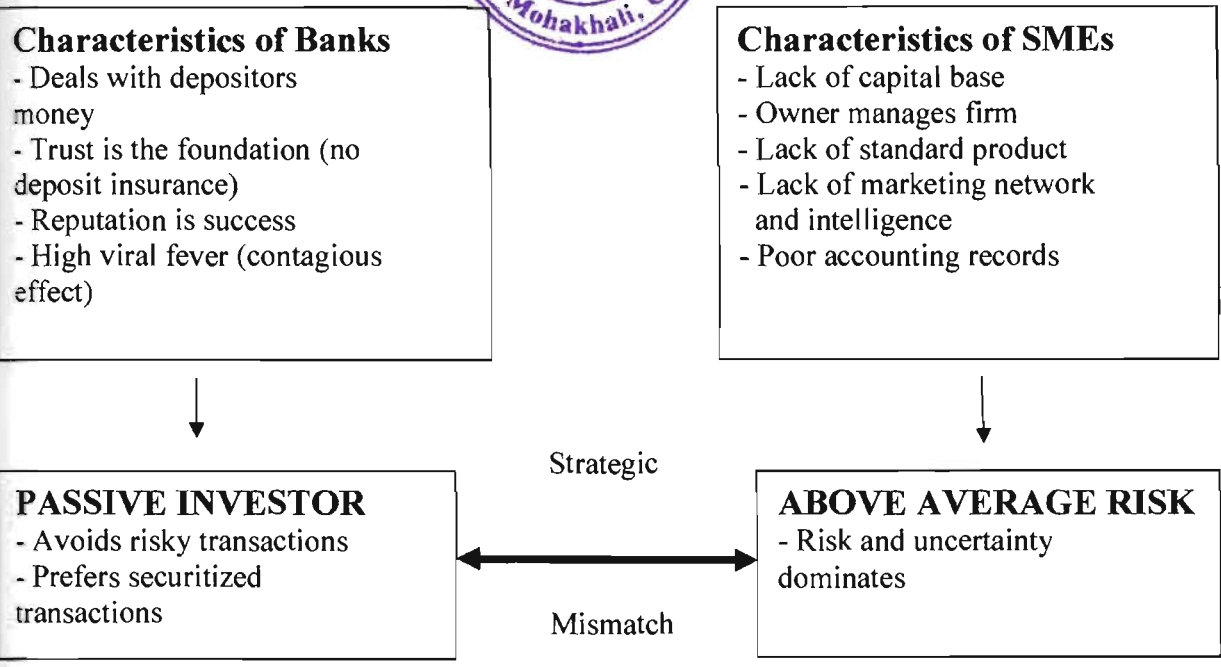 Mohakhali,
Characteristics of Banks
- Deals with depositors
money
- Trust is the foundation (no
deposit insurance)
- Reputation is success
- High viral fever (contagious
effect)
Characteristics of SMEs
- Lack of capital base
- Owner manages firm
- Lack of standard product
- Lack of marketing network
and intelligence
- Poor accounting records
Strategic
PASSIVE INVESTOR
- Avoids risky transactions
- Prefers securitized
transactions
ABOVE AVERAGE RISK
- Risk and uncertainty
dominates
Mismatch